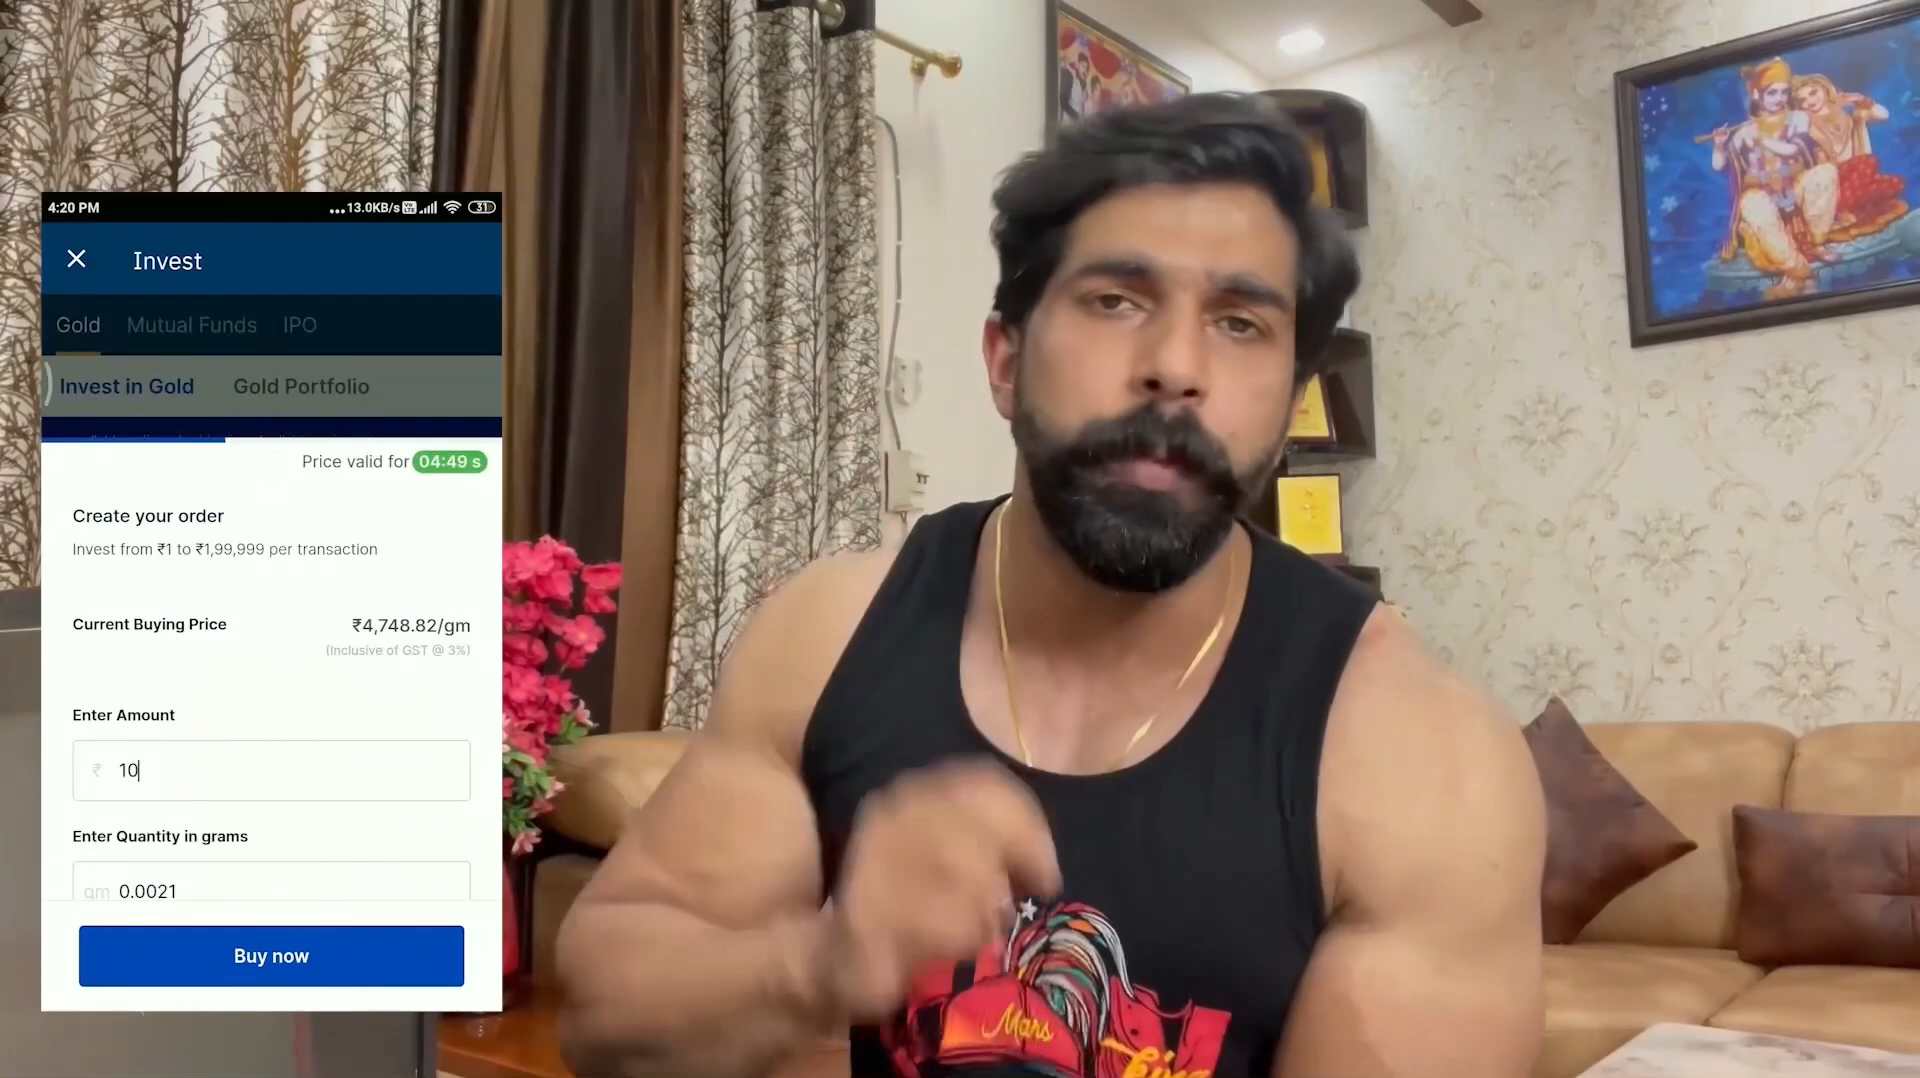 4:20 PM
...13.0KB/s
31
Invest
Gold Mutual Funds IPO
Invest in Gold Gold Portfolio
Price valid for 04:49 s
Create your order
Invest from ₹1 to ₹1,99,999 per transaction
Current Buying Price ₹4,748.82/gm
(Inclusive of GST @ 3%)
Enter Amount
₹ 10
Enter Quantity in grams
gm 0.0021
Buy now
Mars